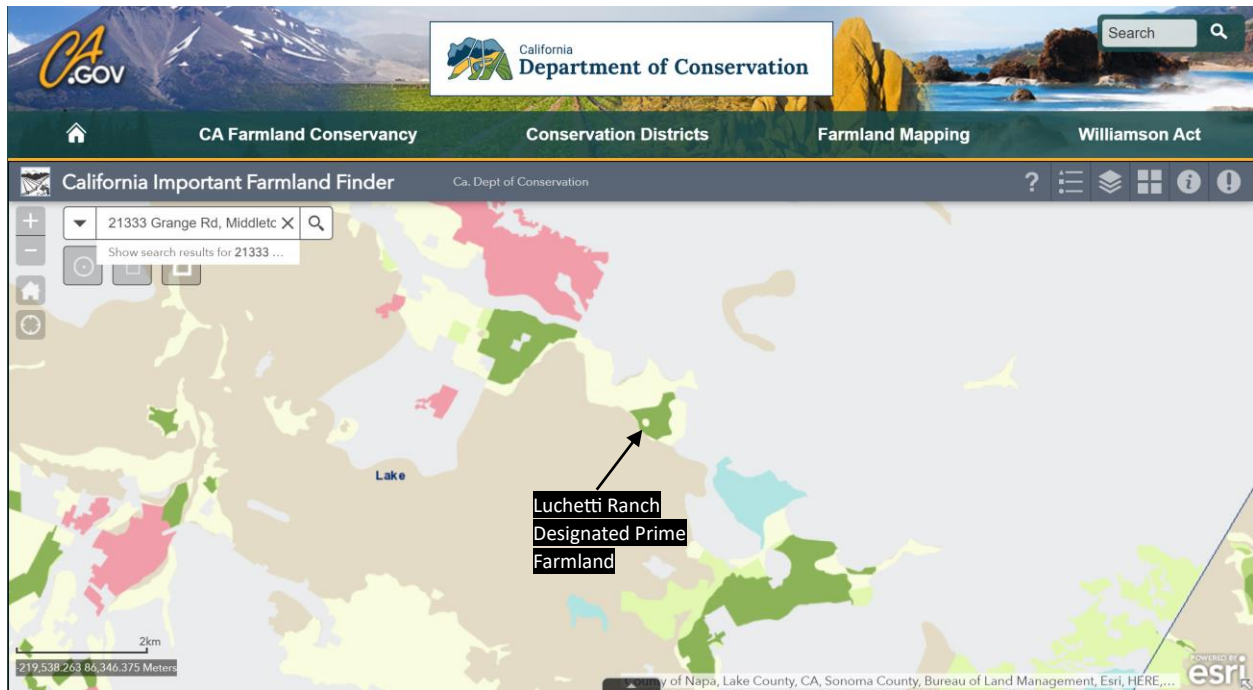 CA
.GOV
California
Department of Conservation
Search
CA Farmland Conservancy
Conservation Districts
Farmland Mapping
Williamson Act
California Important Farmland Finder
Ca. Dept of Conservation
?
+
21333 Grange Rd, Middletc
−
Show search results for 21333 ...
Lake
Luchetti Ranch
Designated Prime
Farmland
2km
-219,538.263 86,346.375 Meters
of Napa, Lake County, CA, Sonoma County, Bureau of Land Management, Esri, HERE,...
POWERED BY
esri